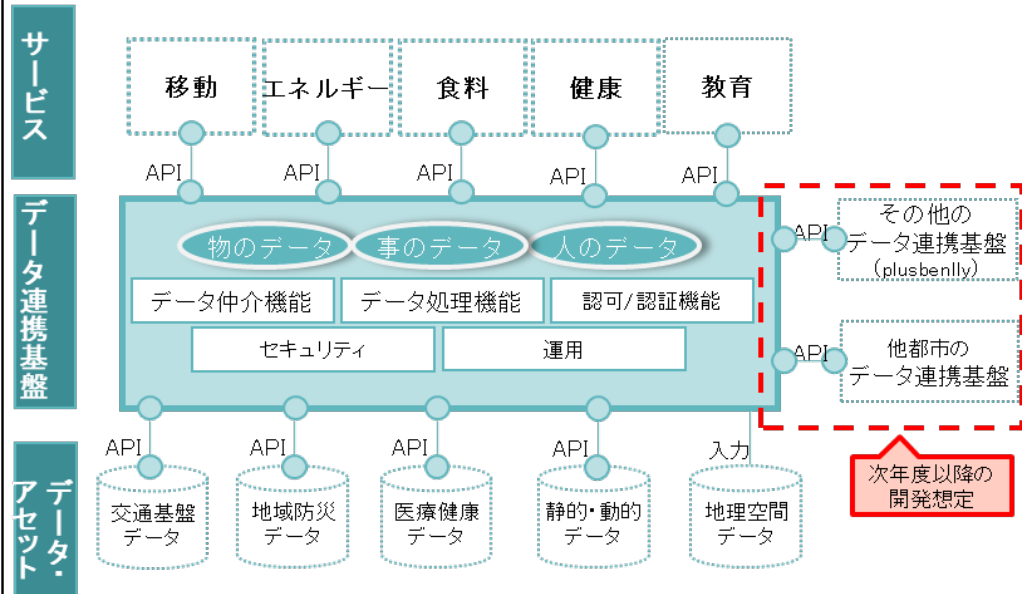 サービス
移動
エネルギー
食料
健康
教育
API
API
API
API
API
データ連携基盤
物のデータ
事のデータ
人のデータ
データ仲介機能
データ処理機能
認可/認証機能
セキュリティ
運用
API
その他の
データ連携基盤
(plusbenlly)
API
他都市の
データ連携基盤
次年度以降の
開発想定
データ・
アセット
API
API
API
API
入力
交通基盤
データ
地域防災
データ
医療健康
データ
静的・動的
データ
地理空間
データ